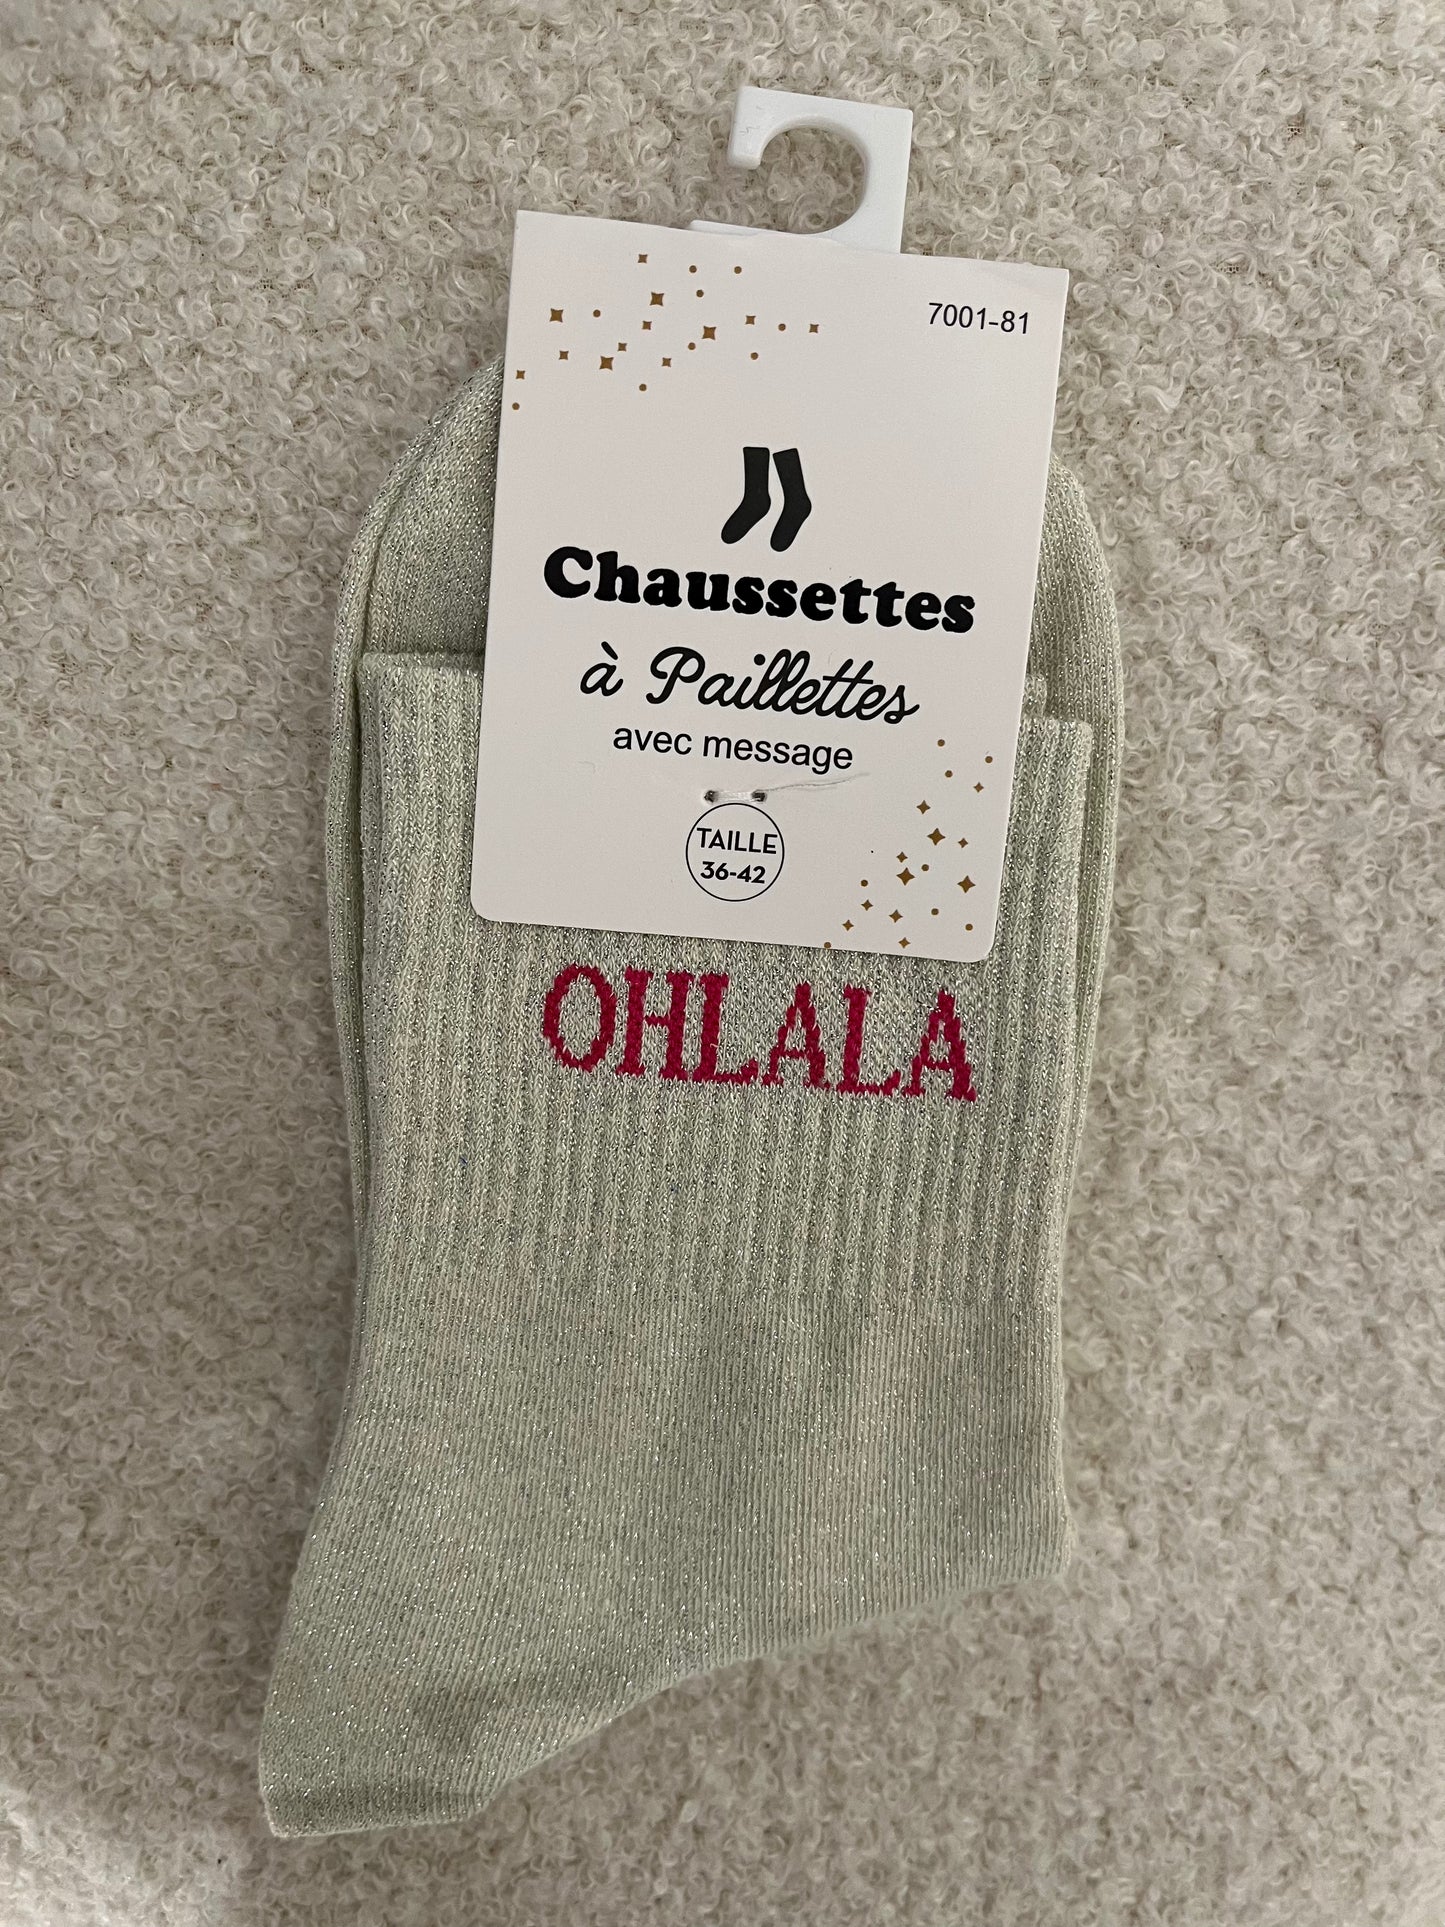 7001-81
Chaussettes
à Paillettes
avec message
TAILLE
36-42
OHLALA